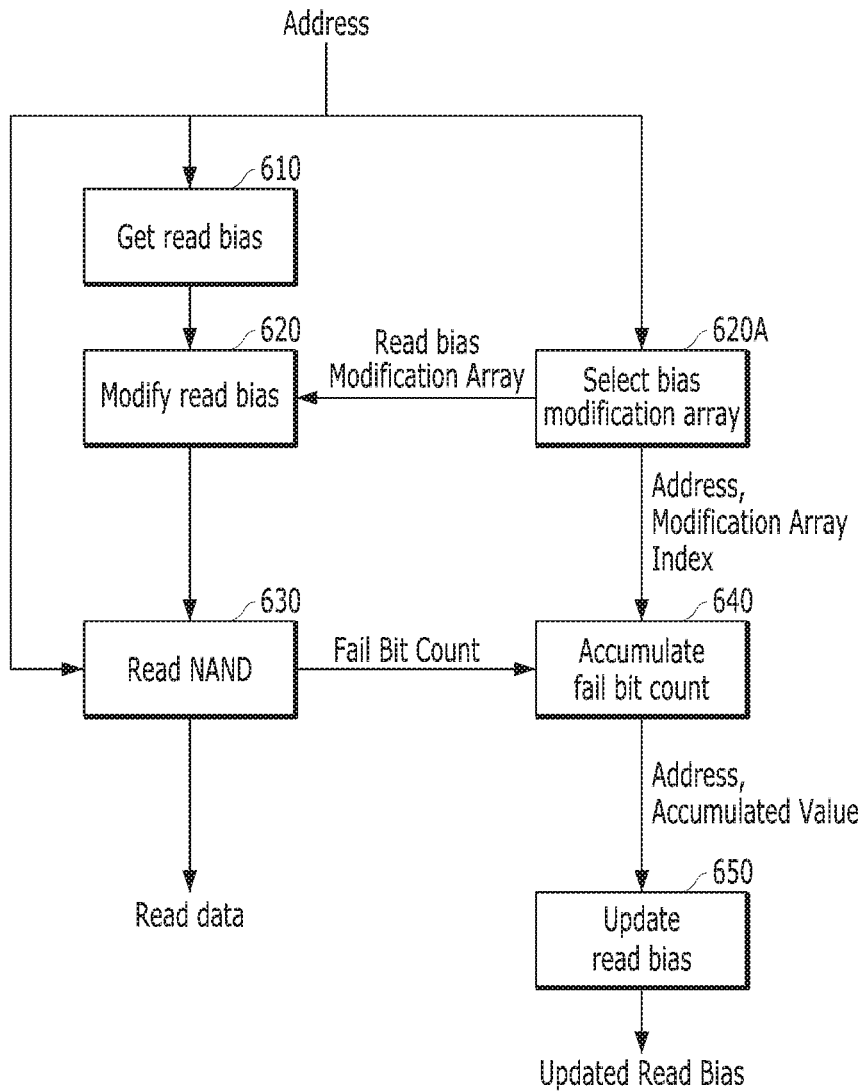 Address
610
Get read bias
620
Modify read bias
Read bias
Modification Array
620A
Select bias
modification array
Address,
Modification Array
Index
630
Read NAND
Fail Bit Count
640
Accumulate
fail bit count
Address,
Accumulated Value
Read data
650
Update
read bias
Updated Read Bias